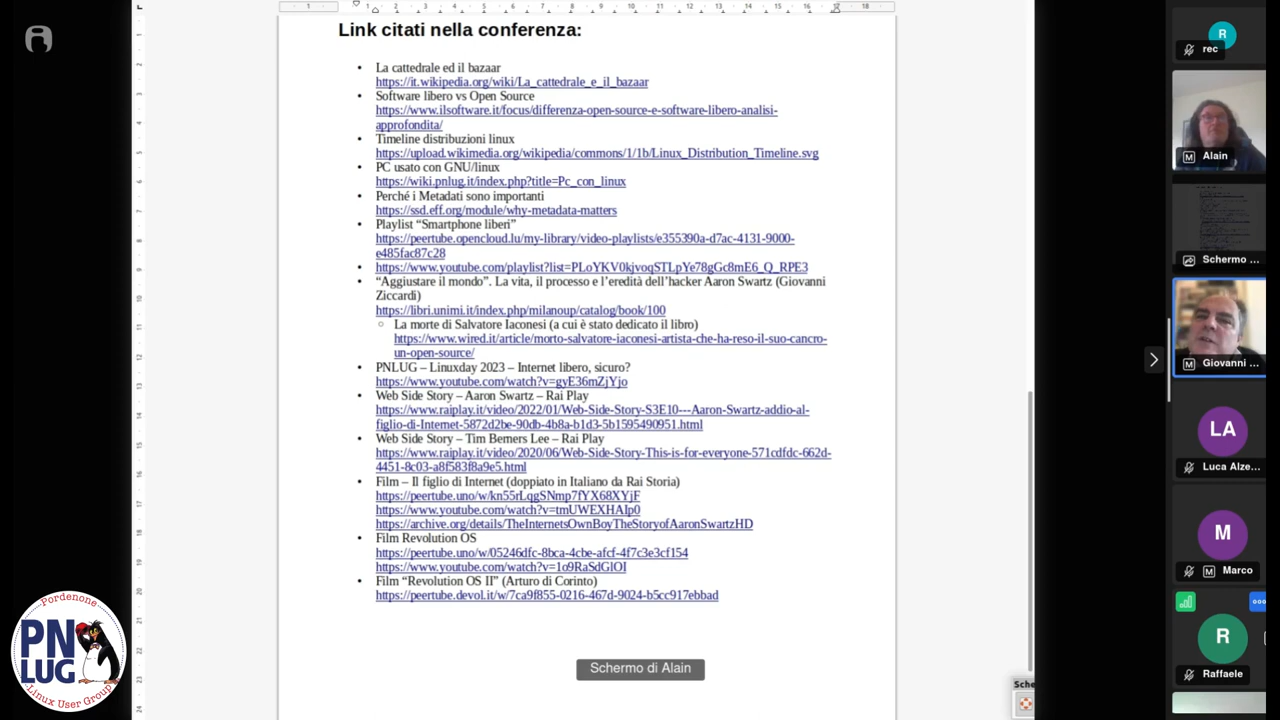 Link citati nella conferenza:
• La cattedrale ed il bazaar
https://it.wikipedia.org/wiki/La_cattedrale_e_il_bazaar
• Software libero vs Open Source
https://www.ilsoftware.it/focus/differenza-open-source-e-software-libero-analisi-
approfondita/
• Timeline distribuzioni linux
https://upload.wikimedia.org/wikipedia/commons/1/1b/Linux_Distribution_Timeline.svg
• PC usato con GNU/linux
https://wiki.pnlug.it/index.php?title=Pc_con_linux
• Perché i Metadati sono importanti
https://ssd.eff.org/module/why-metadata-matters
• Playlist “Smartphone liberi”
https://peertube.opencloud.lu/my-library/video-playlists/e355390a-d7ac-4131-9000-
e485fac87c28
• https://www.youtube.com/playlist?list=PLoYKV0kjvoqSTLpYe78gGc8mE6_Q_RPE3
• “Aggiustare il mondo”. La vita, il processo e l’eredità dell’hacker Aaron Swartz (Giovanni
Ziccardi)
https://libri.unimi.it/index.php/milanoup/catalog/book/100
○ La morte di Salvatore Iaconesi (a cui è stato dedicato il libro)
https://www.wired.it/article/morto-salvatore-iaconesi-artista-che-ha-reso-il-suo-cancro-
un-open-source/
• PNLUG – Linuxday 2023 – Internet libero, sicuro?
https://www.youtube.com/watch?v=gyE36mZjYjo
• Web Side Story – Aaron Swartz – Rai Play
https://www.raiplay.it/video/2022/01/Web-Side-Story-S3E10---Aaron-Swartz-addio-al-
figlio-di-Internet-5872d2be-90db-4b8a-b1d3-5b1595490951.html
• Web Side Story – Tim Berners Lee – Rai Play
https://www.raiplay.it/video/2020/06/Web-Side-Story-This-is-for-everyone-571cdfdc-662d-
4451-8c03-a8f583f8a9e5.html
• Film – Il figlio di Internet (doppiato in Italiano da Rai Storia)
https://peertube.uno/w/kn55rLqgSNmp7fYX68XYjF
https://www.youtube.com/watch?v=tmUWEXHAIp0
https://archive.org/details/TheInternetsOwnBoyTheStoryofAaronSwartzHD
• Film Revolution OS
https://peertube.uno/w/05246dfc-8bca-4cbe-afcf-4f7c3e3cf154
https://www.youtube.com/watch?v=1o9RaSdGlOI
• Film “Revolution OS II” (Arturo di Corinto)
https://peertube.devol.it/w/7ca9f855-0216-467d-9024-b5cc917ebbad
Schermo di Alain
R
rec
Alain
Schermo ...
Giovanni ...
LA
Luca Alze...
M
Marco
R
Raffaele
Pordenone
PN
LUG
Linux User Group